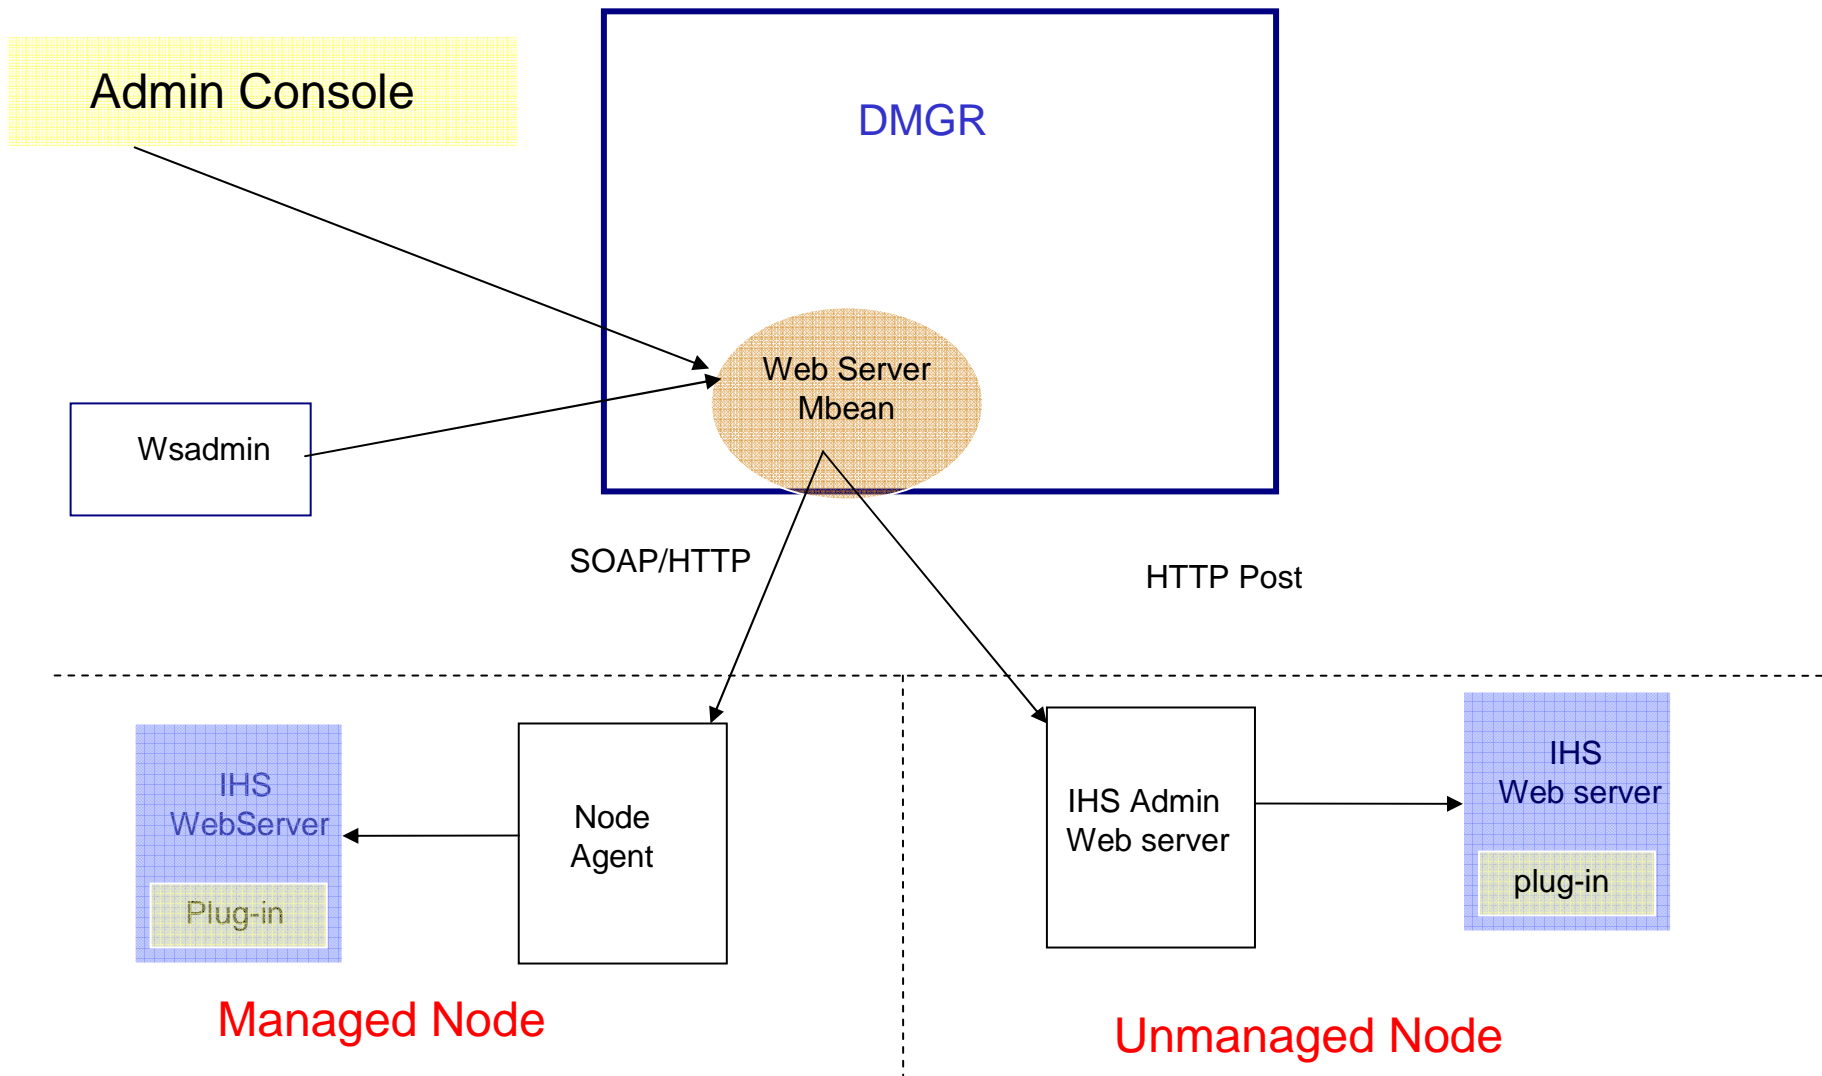 Admin Console
DMGR
Web Server
Mbean
Wsadmin
SOAP/HTTP
HTTP Post
IHS
WebServer
Plug-in
Node
Agent
IHS Admin
Web server
IHS
Web server
plug-in
Managed Node
Unmanaged Node